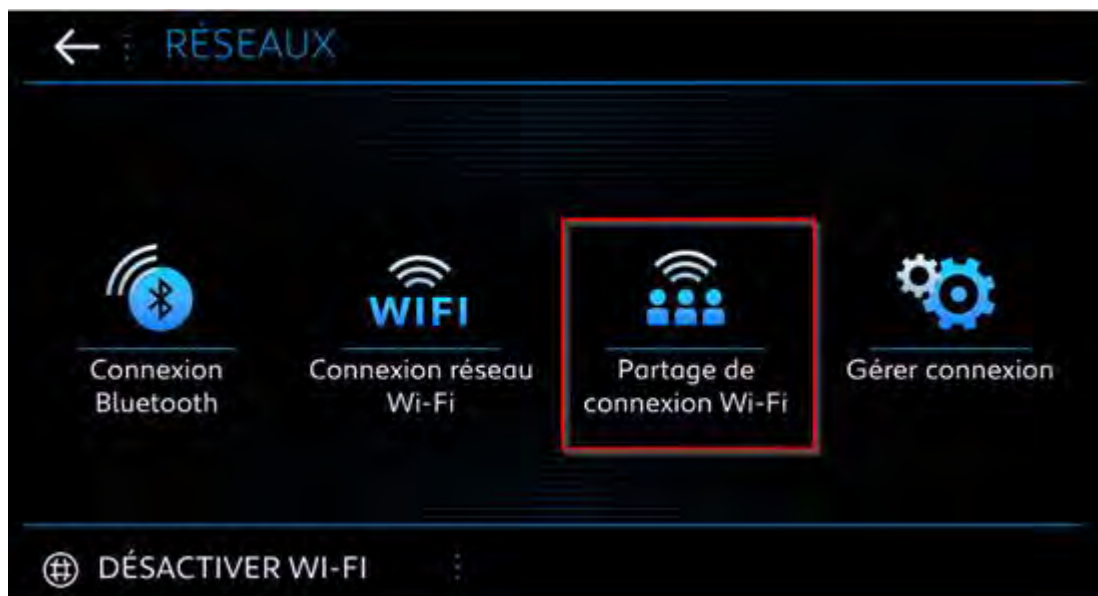 RÉSEAUX
WIFI
Connexion
Bluetooth
Connexion réseau
Wi-Fi
Partage de
connexion Wi-Fi
Gérer connexion
DÉSACTIVER WI-FI